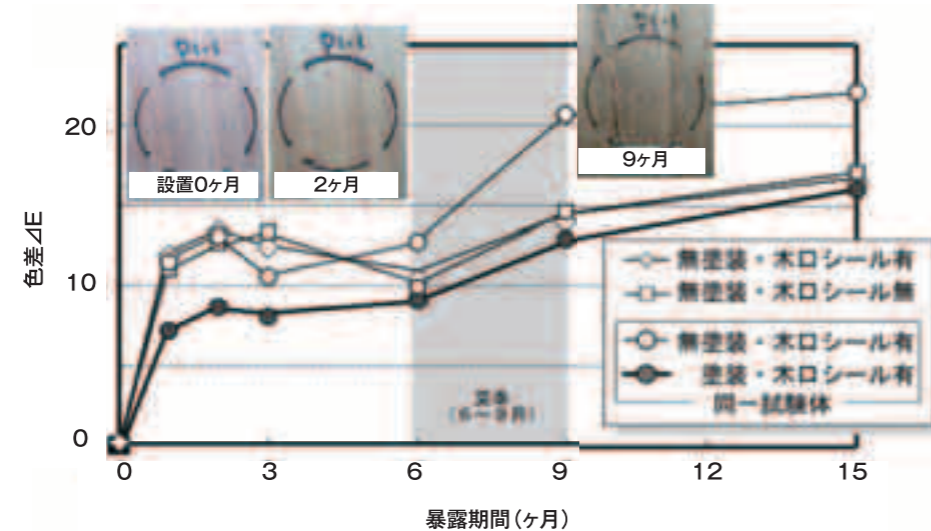 設置0ヶ月
2ヶ月
9ヶ月
20
10
0
色差⊿E
無塗装・木口シール有
無塗装・木口シール無
無塗装・木口シール有
塗装・木口シール有
同一試験体
(6～9月)
0 3 6 9 12 15
暴露期間(ヶ月)